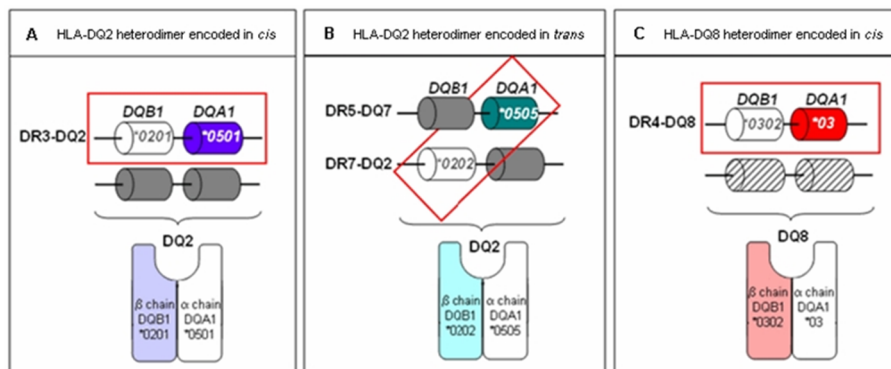 A HLA-DQ2 heterodimer encoded in cis
DQB1 DQA1
DR3-DQ2 *0201 *0501
DQ2
β chain α chain
DQB1 DQA1
*0201 *0501
B HLA-DQ2 heterodimer encoded in trans
DQB1 DQA1
DR5-DQ7 *0505
DR7-DQ2 *0202
DQ2
β chain α chain
DQB1 DQA1
*0202 *0505
C HLA-DQ8 heterodimer encoded in cis
DQB1 DQA1
DR4-DQ8 *0302 *03
DQ8
β chain α chain
DQB1 DQA1
*0302 *03